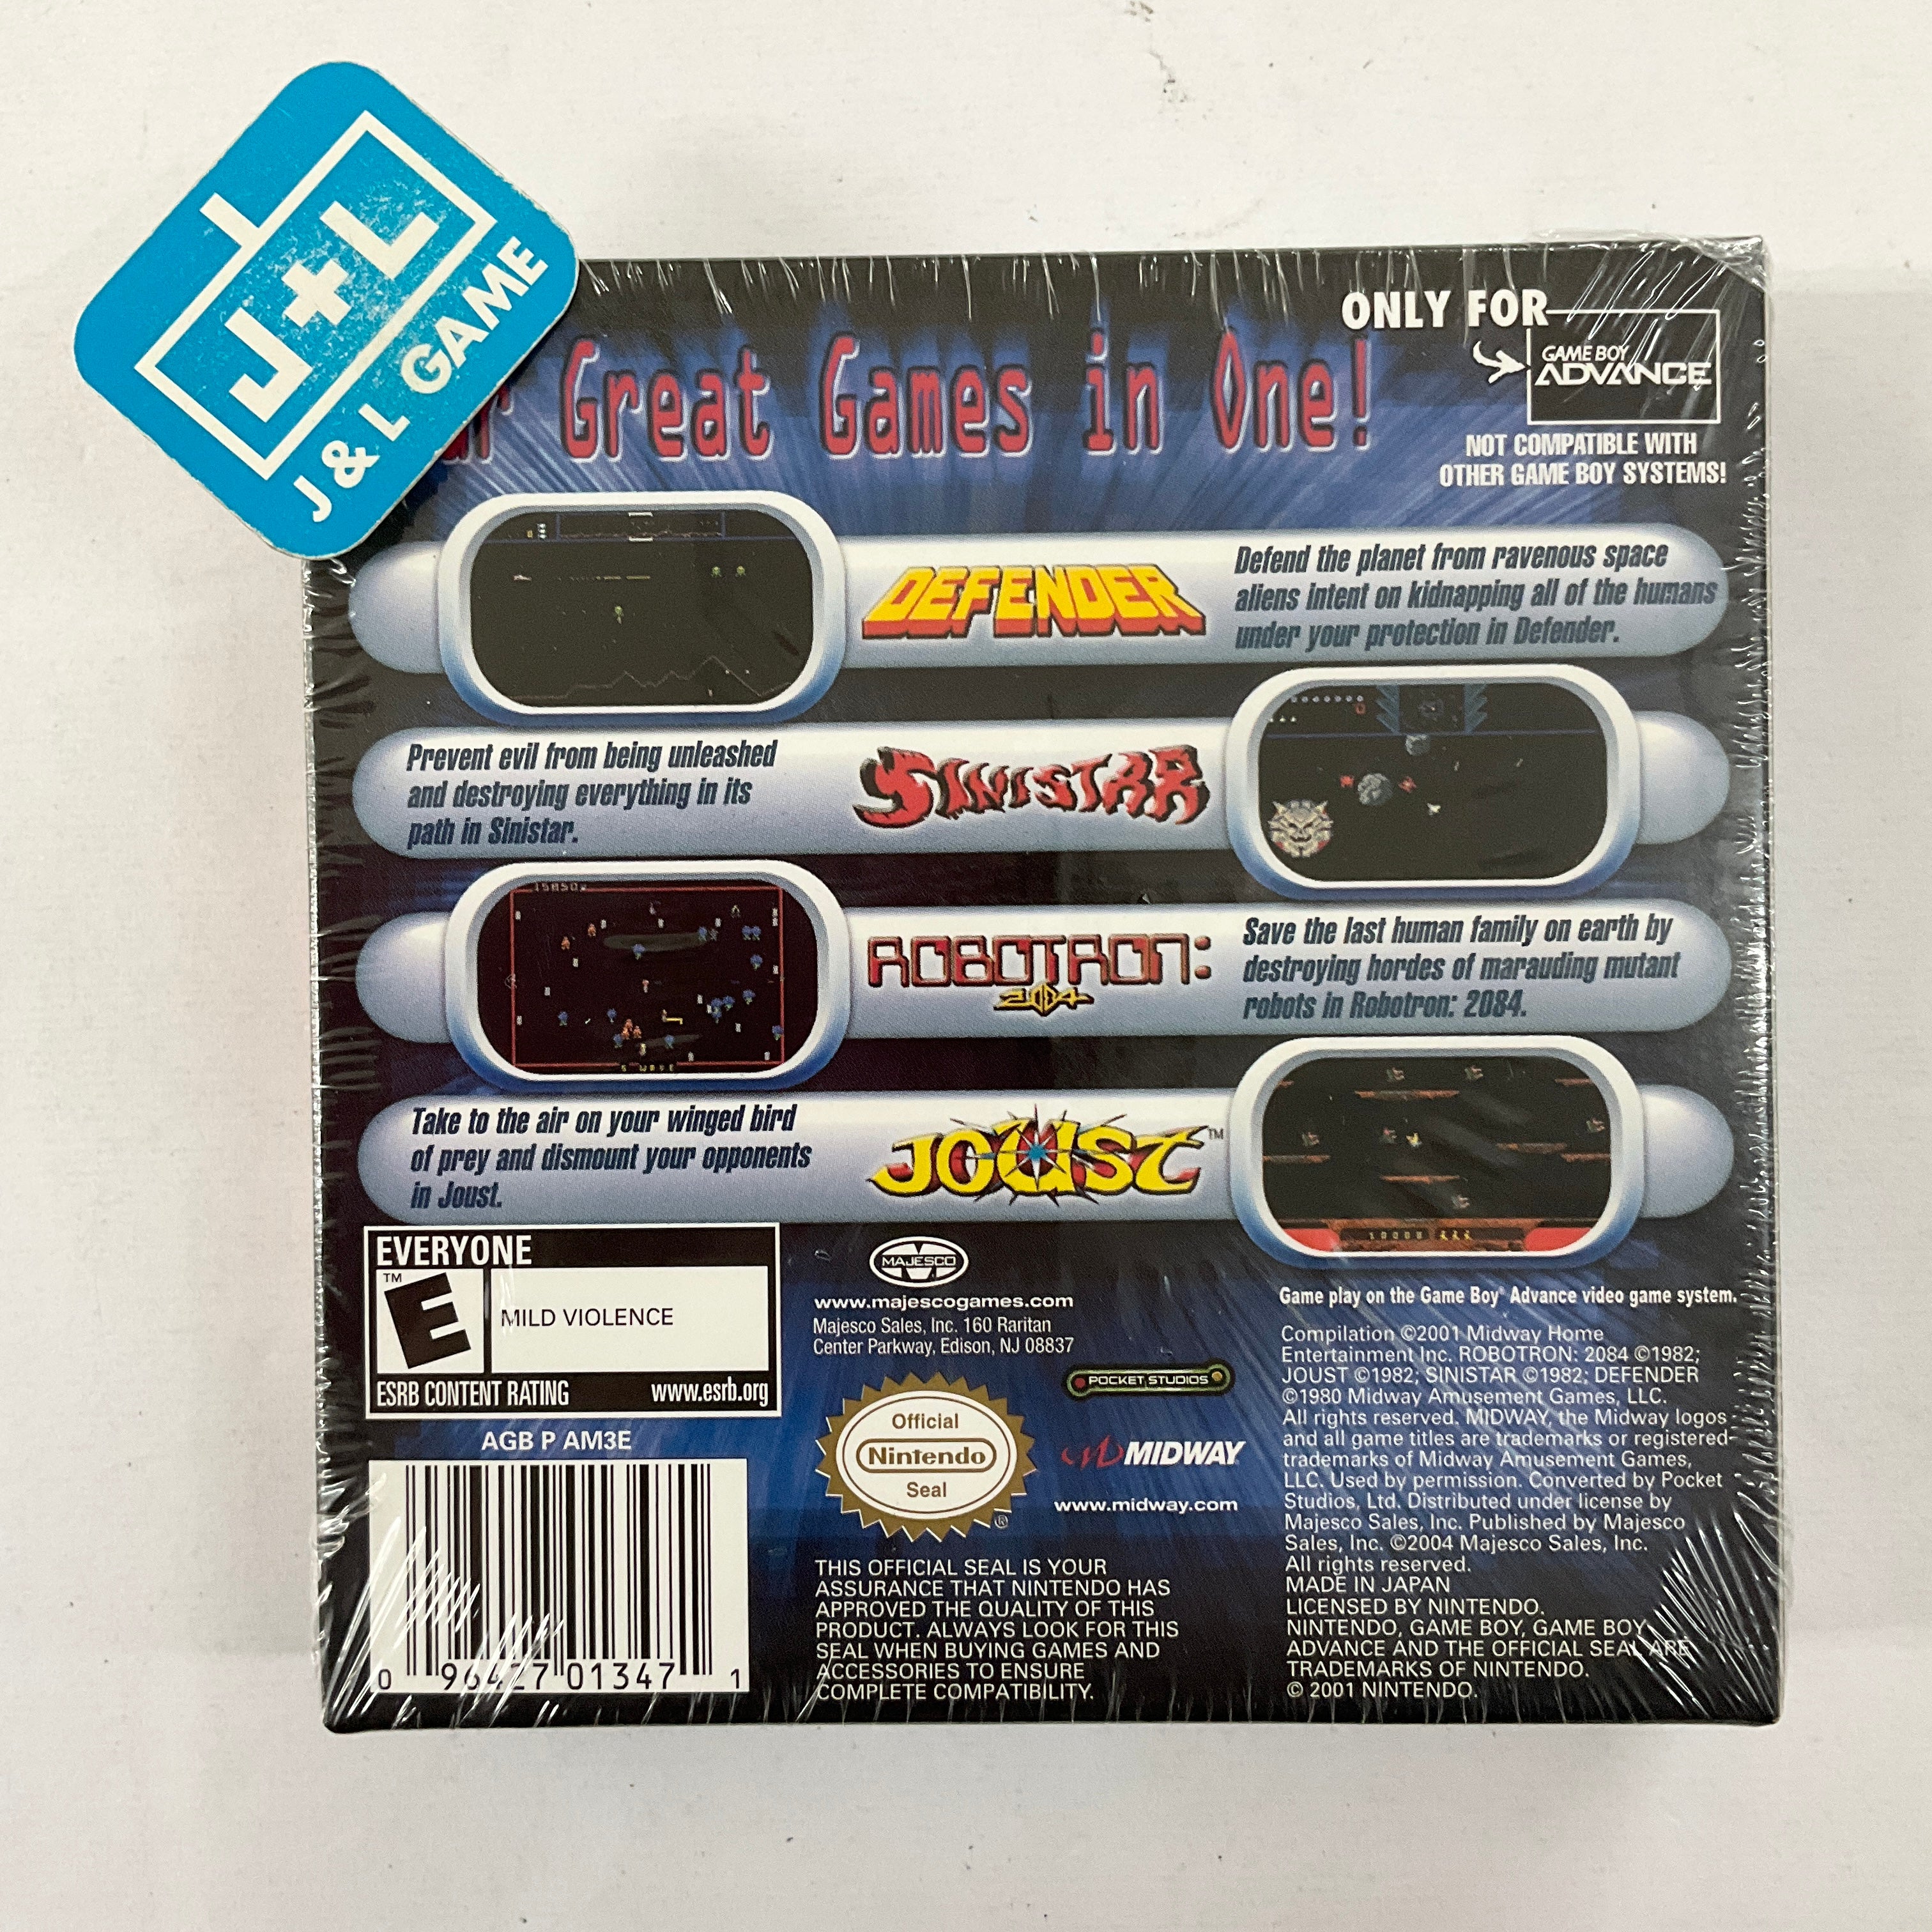 J+L
J & L GAME
Great Games in One!
ONLY FOR
GAME BOY
ADVANCE
NOT COMPATIBLE WITH
OTHER GAME BOY SYSTEMS!
DEFENDER
Defend the planet from ravenous space
aliens intent on kidnapping all of the humans
under your protection in Defender.
Prevent evil from being unleashed
and destroying everything in its
path in Sinistar.
SINISTAR
ROBOTRON:
2084
Save the last human family on earth by
destroying hordes of marauding mutant
robots in Robotron: 2084.
Take to the air on your winged bird
of prey and dismount your opponents
in Joust.
JOUST™
EVERYONE
E™
MILD VIOLENCE
ESRB CONTENT RATING www.esrb.org
AGB P AM3E
0 96427 01347 1
MAJESCO
www.majescogames.com
Majesco Sales, Inc. 160 Raritan
Center Parkway, Edison, NJ 08837
POCKET STUDIOS
Official
Nintendo
Seal
®
MIDWAY
www.midway.com
THIS OFFICIAL SEAL IS YOUR
ASSURANCE THAT NINTENDO HAS
APPROVED THE QUALITY OF THIS
PRODUCT. ALWAYS LOOK FOR THIS
SEAL WHEN BUYING GAMES AND
ACCESSORIES TO ENSURE
COMPLETE COMPATIBILITY.
Game play on the Game Boy® Advance video game system.
Compilation ©2001 Midway Home
Entertainment Inc. ROBOTRON: 2084 ©1982;
JOUST ©1982; SINISTAR ©1982; DEFENDER
©1980 Midway Amusement Games, LLC.
All rights reserved. MIDWAY, the Midway logos
and all game titles are trademarks or registered
trademarks of Midway Amusement Games,
LLC. Used by permission. Converted by Pocket
Studios, Ltd. Distributed under license by
Majesco Sales, Inc. Published by Majesco
Sales, Inc. ©2004 Majesco Sales, Inc.
All rights reserved.
MADE IN JAPAN
LICENSED BY NINTENDO.
NINTENDO, GAME BOY, GAME BOY
ADVANCE AND THE OFFICIAL SEAL ARE
TRADEMARKS OF NINTENDO.
© 2001 NINTENDO.